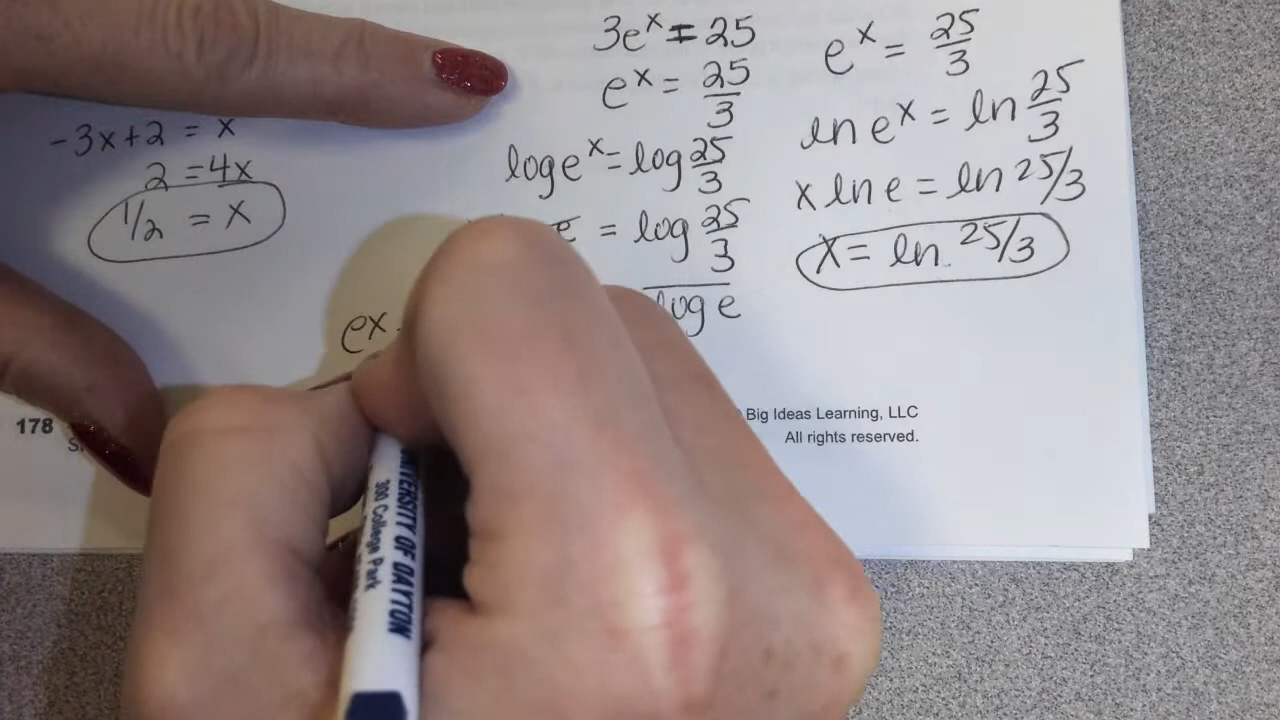 -3x+2 = x
2 = 4x
1/2 = x
3e^x = 25
e^x = 25/3
log e^x = log 25/3
e = log 25/3
log e
e^x = 25/3
ln e^x = ln 25/3
x ln e = ln 25/3
x = ln 25/3
ex.
178
Big Ideas Learning, LLC
All rights reserved.
UNIVERSITY OF DAYTON
300 College Park